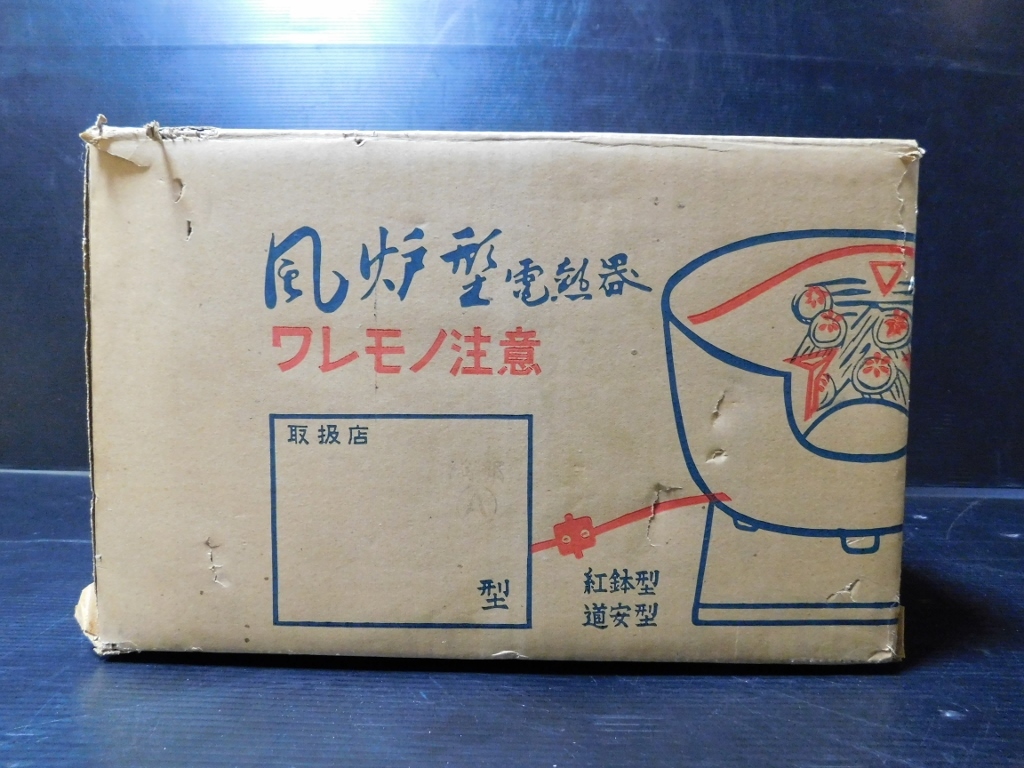 風炉型電熱器
ワレモノ注意
取扱店
型
紅鉢型
道安型